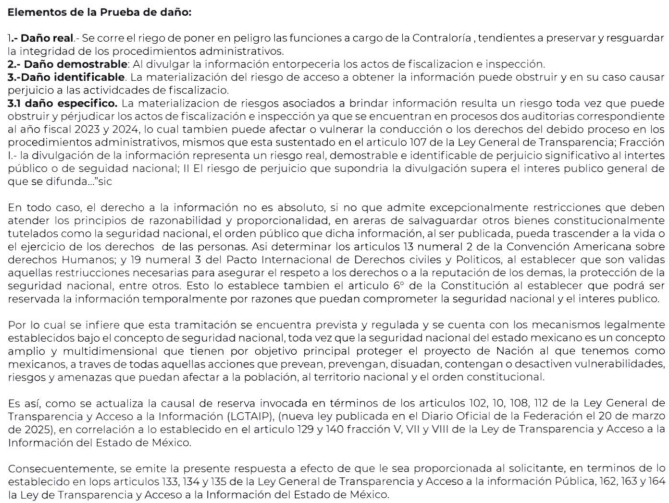 Elementos de la Prueba de daño:
1.- Daño real.- Se corre el riego de poner en peligro las funciones a cargo de la Contraloría , tendientes a preservar y resguardar
la integridad de los procedimientos administrativos.
2.- Daño demostrable: Al divulgar la información entorpeceria los actos de fiscalizacion e inspección.
3.-Daño identificable. La materialización del riesgo de acceso a obtener la información puede obstruir y en su caso causar
perjuicio a las activídcades de fiscalizacio.
3.1 daño especifico. La materializacion de riesgos asociados a brindar información resulta un riesgo toda vez que puede
obstruir y pérjudicar los actos de fiscalización e inspección ya que se encuentran en procesos dos auditorias correspondiente
al año fiscal 2023 y 2024, lo cual tambien puede afectar o vulnerar la conducción o los derechos del debido proceso en los
procedimientos administrativos, mismos que esta sustentado en el articulo 107 de la Ley General de Transparencia; Fracción
I.- la divulgación de la información representa un riesgo real, demostrable e identificable de perjuicio significativo al intertes
público o de seguidad nacional; II El riesgo de perjuicio que supondria la divulgación supera el interes publico general de
que se difunda..."sic
En todo caso, el derecho a la información no es absoluto, si no que admite excepcionalmente restricciones que deben
atender los principios de razonabilidad y proporcionalidad, en areras de salvaguardar otros bienes constitucionalmente
tutelados como la seguridad nacional, el orden público que dicha información, al ser publicada, pueda trascender a la vida o
el ejercicio de los derechos de las personas. Asi determinar los articulos 13 numeral 2 de la Convención Americana sobre
derechos Humanos; y 19 numeral 3 del Pacto Internacional de Derechos civiles y Politicos, al establecer que son validas
aquellas restriucciones necesarias para asegurar el respeto a los derechos o a la reputación de los demas, la protección de la
seguridad nacional, entre otros. Esto lo establece tambien el articulo 6° de la Constitución al establecer que podrá ser
reservada la información temporalmente por razones que puedan comprometer la seguridad nacional y el interes publico.
Por lo cual se infiere que esta tramitación se encuentra prevista y regulada y se cuenta con los mecanismos legalmente
establecidos bajo el concepto de seguridad nacional, toda vez que la seguridad nacional del estado mexicano es un concepto
amplio y multidimensional que tienen por objetivo principal proteger el proyecto de Nación al que tenemos como
mexicanos, a traves de todas aquellas acciones que prevean, prevengan, disuadan, contengan o desactiven vulnerabilidades,
riesgos y amenazas que puedan afectar a la población, al territorio nacional y el orden constitucional.
Es así, como se actualiza la causal de reserva invocada en términos de los articulos 102, 10, 108, 112 de la Ley General de
Transparencia y Acceso a la Información (LGTAIP), (nueva ley publicada en el Diario Oficial de la Federación el 20 de marzo
de 2025), en correlación a lo establecido en el articulo 129 y 140 fracción V, VII y VIII de la Ley de Transparencia y Acceso a la
Información del Estado de México.
Consecuentemente, se emite la presente respuesta a efecto de que le sea proporcionada al solicitante, en terminos de lo
establecido en lops articulos 133, 134 y 135 de la Ley General de Transparencia y Acceso a la información Pública, 162, 163 y 164
la Ley de Transparencia y Acceso a la Información del Estado de México.